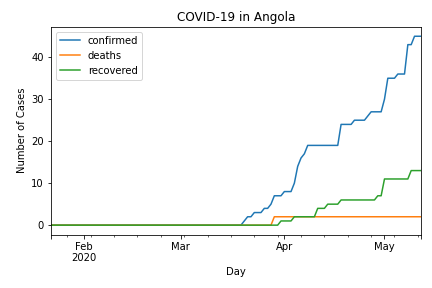 COVID-19 in Angola
confirmed
deaths
recovered
Number of Cases
40
30
20
10
0
Feb
2020
Mar
Apr
May
Day